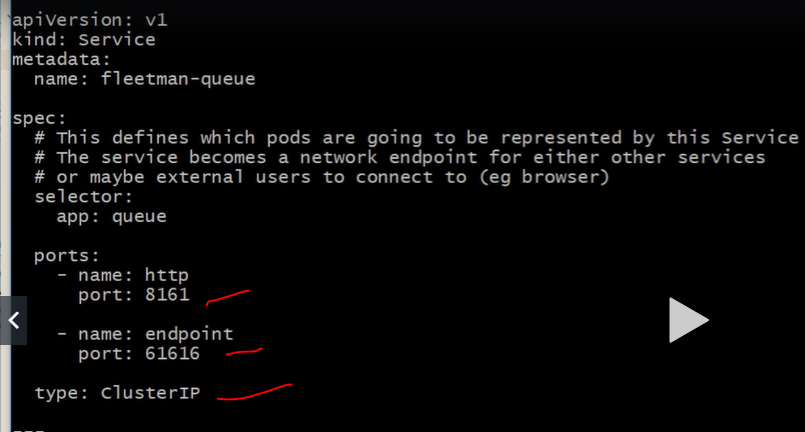 apiVersion: v1
kind: Service
metadata:
  name: fleetman-queue
spec:
  # This defines which pods are going to be represented by this Service
  # The service becomes a network endpoint for either other services
  # or maybe external users to connect to (eg browser)
  selector:
    app: queue
  ports:
    - name: http
      port: 8161
    - name: endpoint
      port: 61616
  type: ClusterIP
---